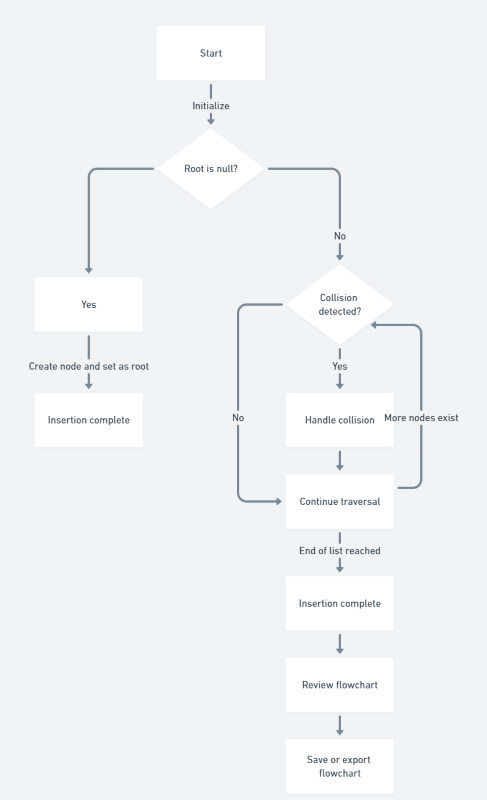 Start
Initialize
Root is null?
No
Yes
Collision
detected?
Create node and set as root
Yes
Insertion complete
No
Handle collision
More nodes exist
Continue traversal
End of list reached
Insertion complete
Review flowchart
Save or export
flowchart